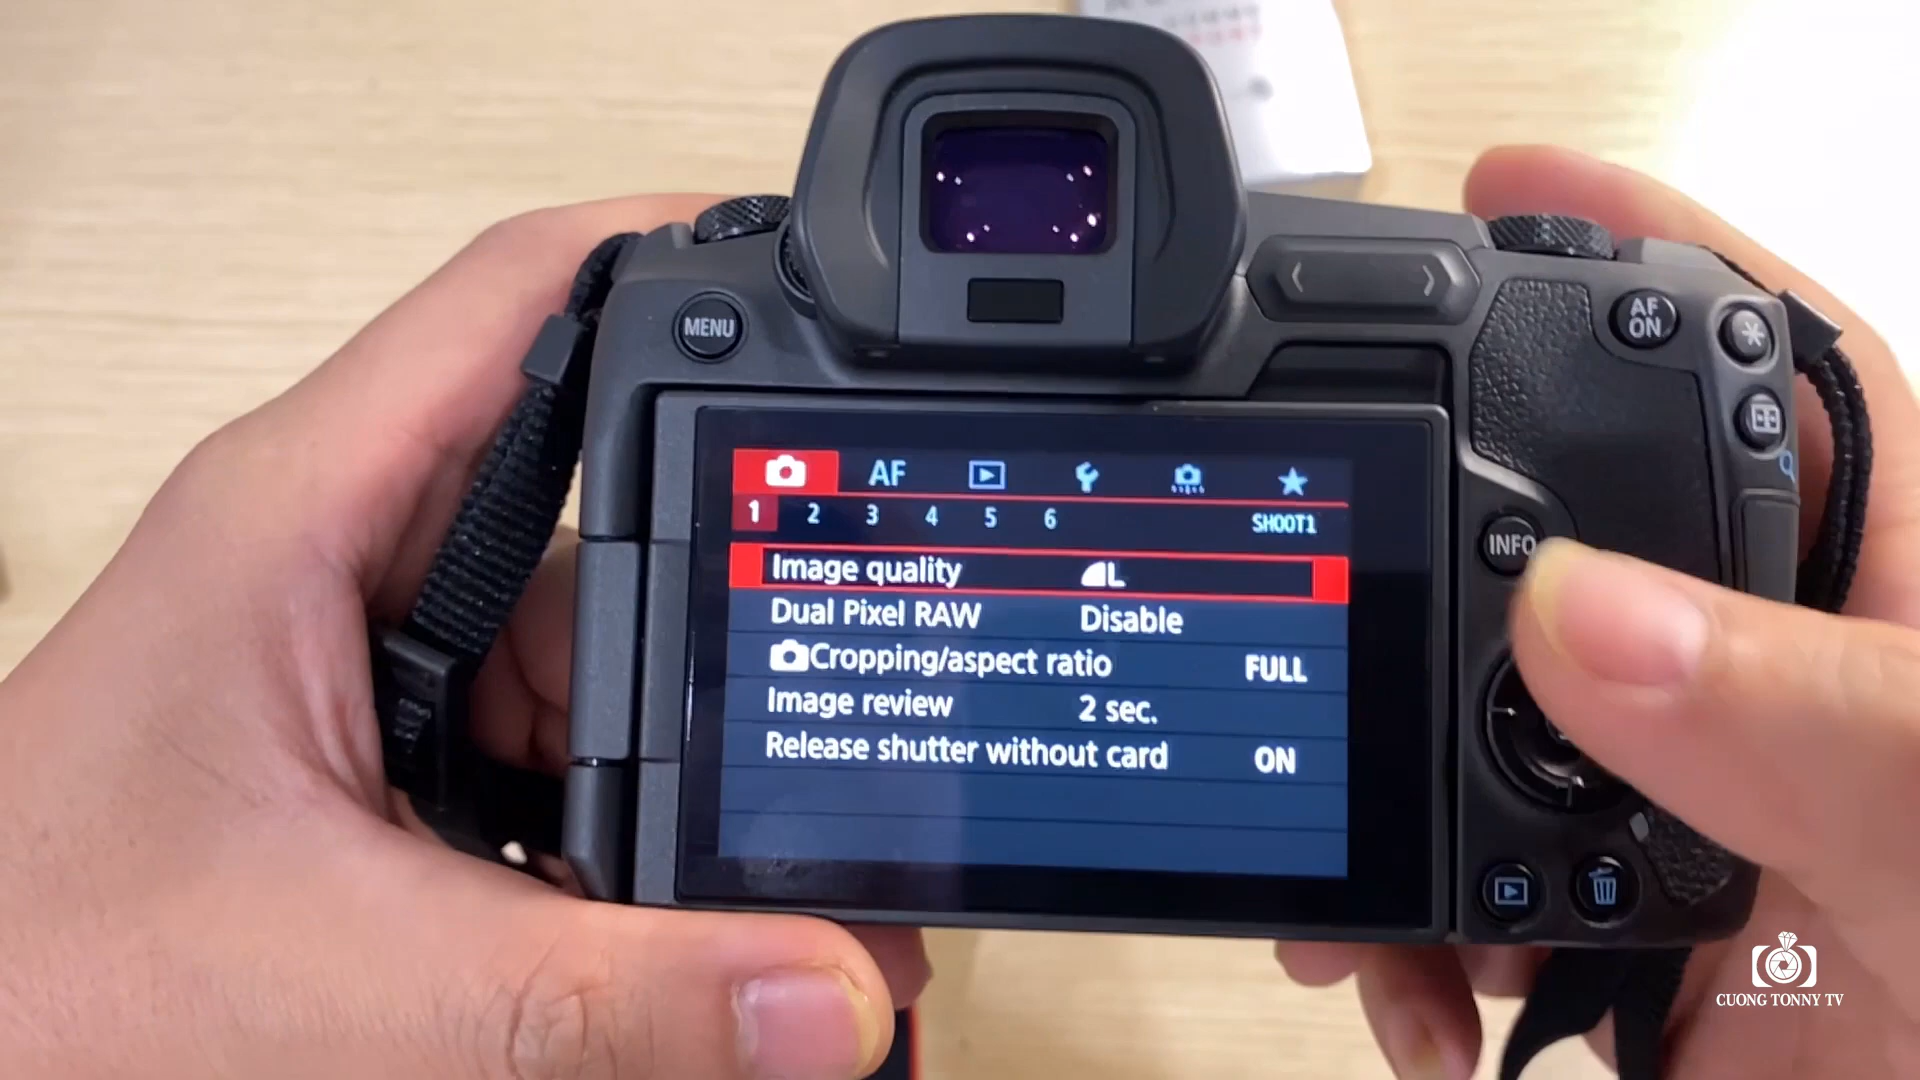 MENU
AF
ON
AF
1 2 3 4 5 6 SHOOT1
INFO
Image quality L
Dual Pixel RAW Disable
Cropping/aspect ratio FULL
Image review 2 sec.
Release shutter without card ON
CUONG TONNY TV